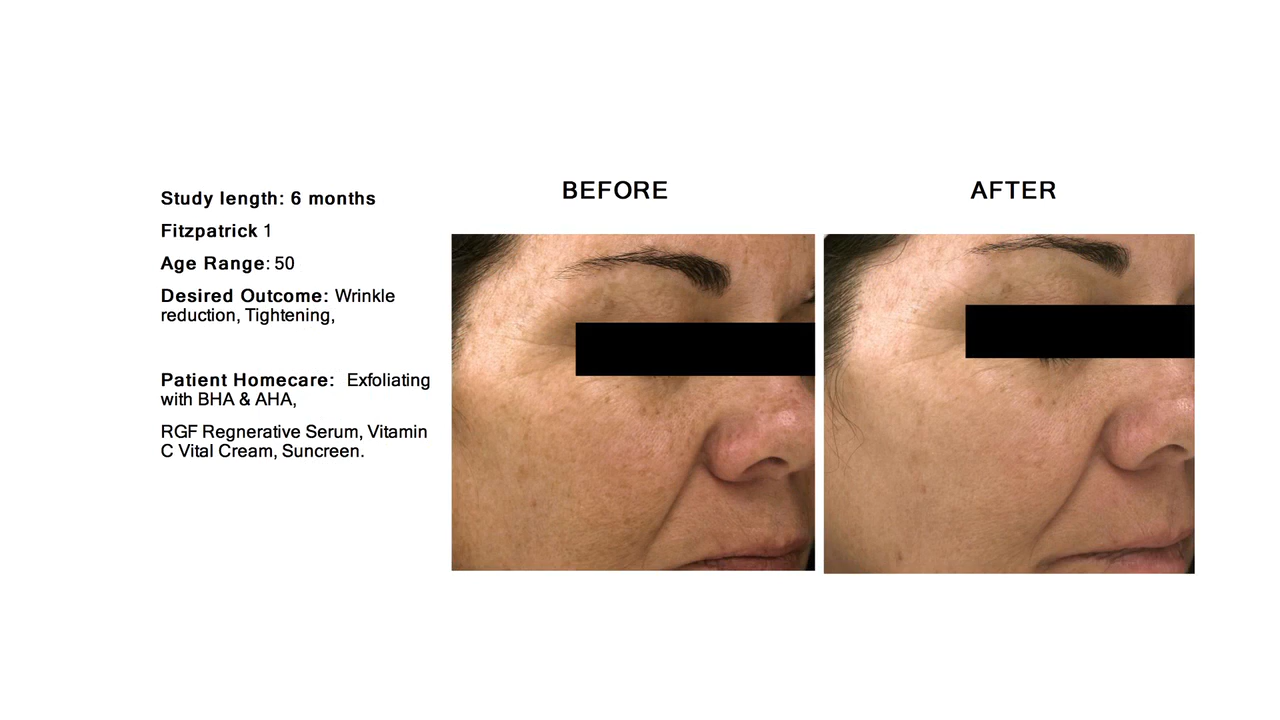 Study length: 6 months
Fitzpatrick 1
Age Range: 50
Desired Outcome: Wrinkle
reduction, Tightening,
Patient Homecare: Exfoliating
with BHA & AHA,
RGF Regnerative Serum, Vitamin
C Vital Cream, Suncreen.
BEFORE
AFTER